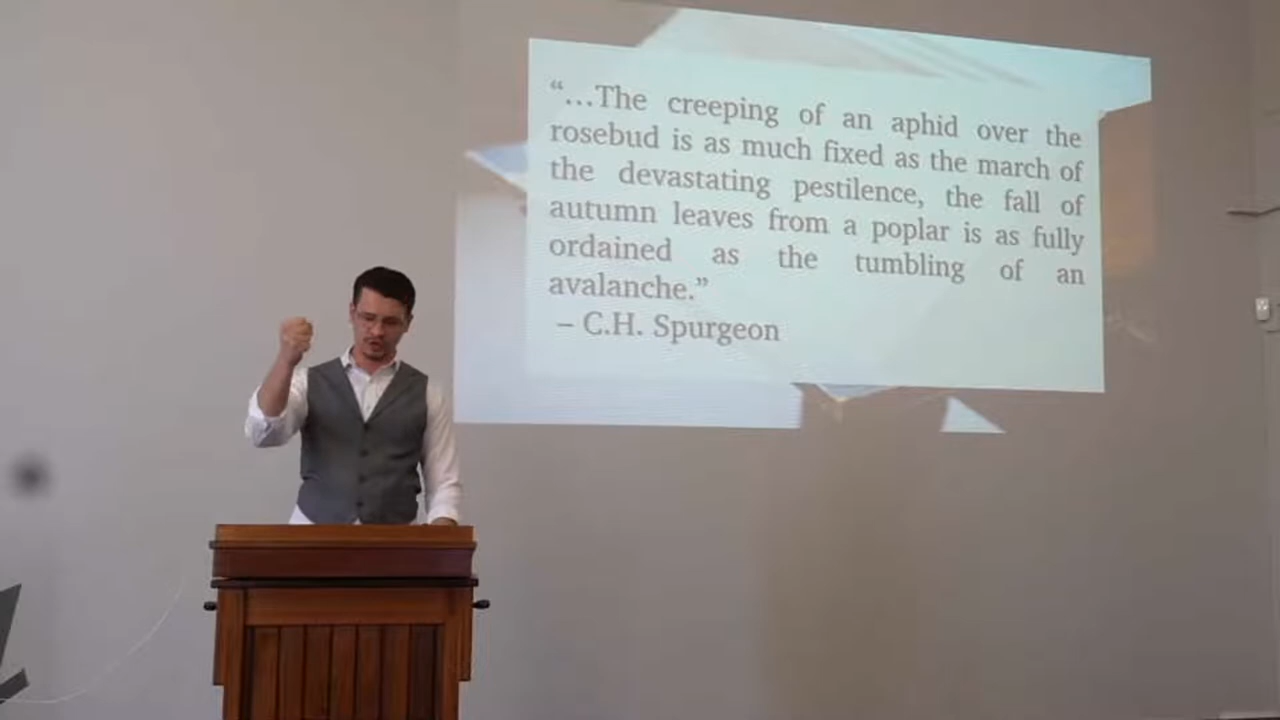 “…The creeping of an aphid over the
rosebud is as much fixed as the march of
the devastating pestilence, the fall of
autumn leaves from a poplar is as fully
ordained as the tumbling of an
avalanche.”
– C.H. Spurgeon